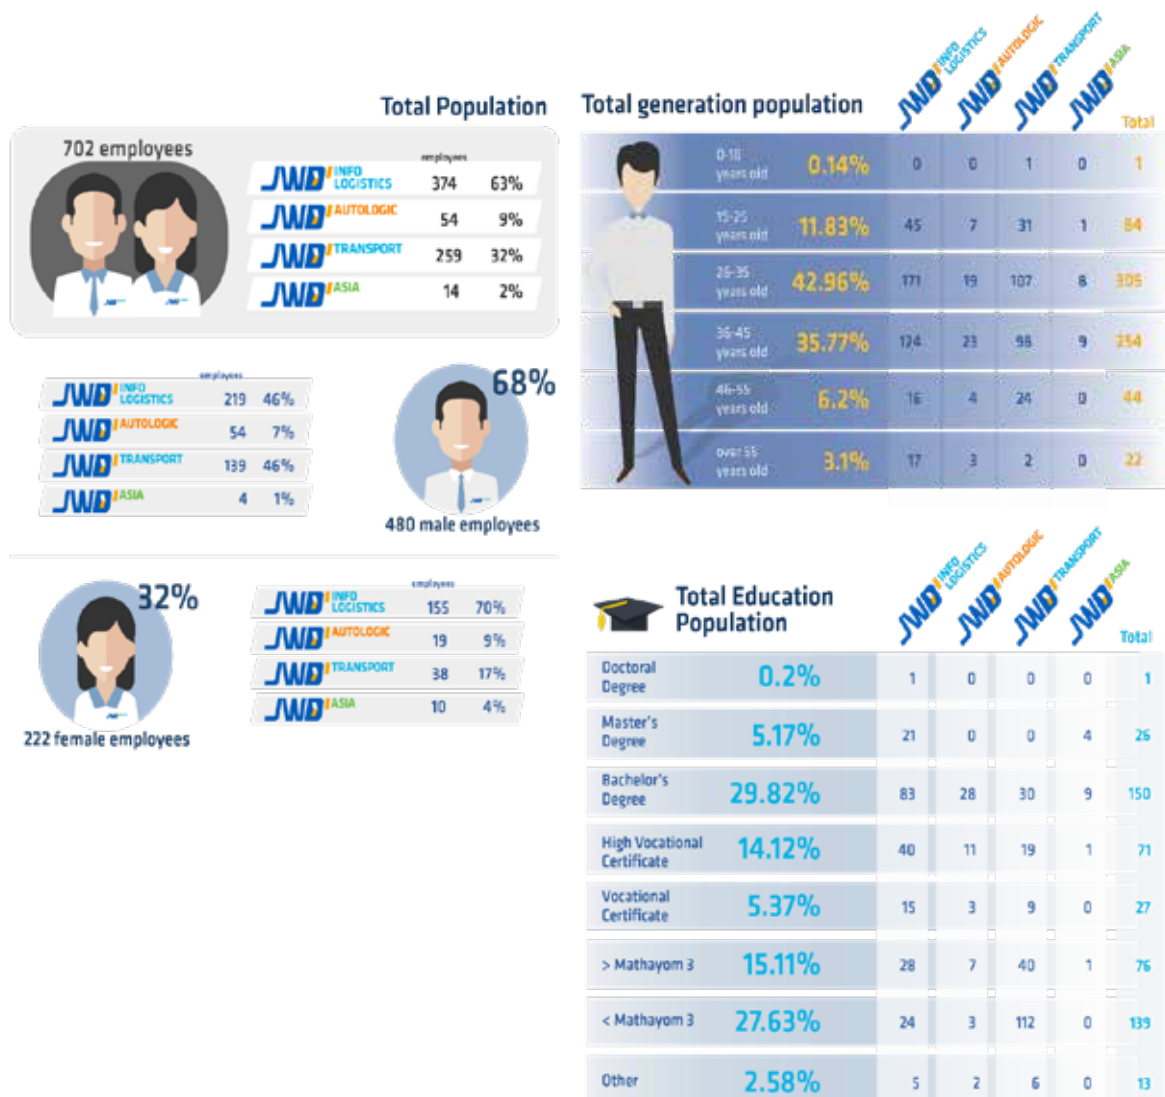 Total Population
702 employees
employees
JWD INFO LOGISTICS 374 63%
JWD AUTOLOGIC 54 9%
JWD TRANSPORT 259 32%
JWD ASIA 14 2%
employees
JWD INFO LOGISTICS 219 46%
JWD AUTOLOGIC 54 7%
JWD TRANSPORT 139 46%
JWD ASIA 4 1%
68%
480 male employees
32%
222 female employees
employees
JWD INFO LOGISTICS 155 70%
JWD AUTOLOGIC 19 9%
JWD TRANSPORT 38 17%
JWD ASIA 10 4%
Total generation population
JWD INFO LOGISTICS JWD AUTOLOGIC JWD TRANSPORT JWD ASIA Total
years old 0.14% 0 0 1 0 1
15-25 years old 11.83% 45 7 31 1 84
26-35 years old 42.96% 171 19 107 8 305
36-45 years old 35.77% 124 23 98 9 254
46-55 years old 6.2% 16 4 24 0 44
over 55 years old 3.1% 17 3 2 0 22
Total Education
Population
JWD INFO LOGISTICS JWD AUTOLOGIC JWD TRANSPORT JWD ASIA Total
Doctoral Degree 0.2% 1 0 0 0 1
Master's Degree 5.17% 21 0 0 4 26
Bachelor's Degree 29.82% 83 28 30 9 150
High Vocational Certificate 14.12% 40 11 19 1 71
Vocational Certificate 5.37% 15 3 9 0 27
> Mathayom 3 15.11% 28 7 40 1 76
< Mathayom 3 27.63% 24 3 112 0 139
Other 2.58% 5 2 6 0 13